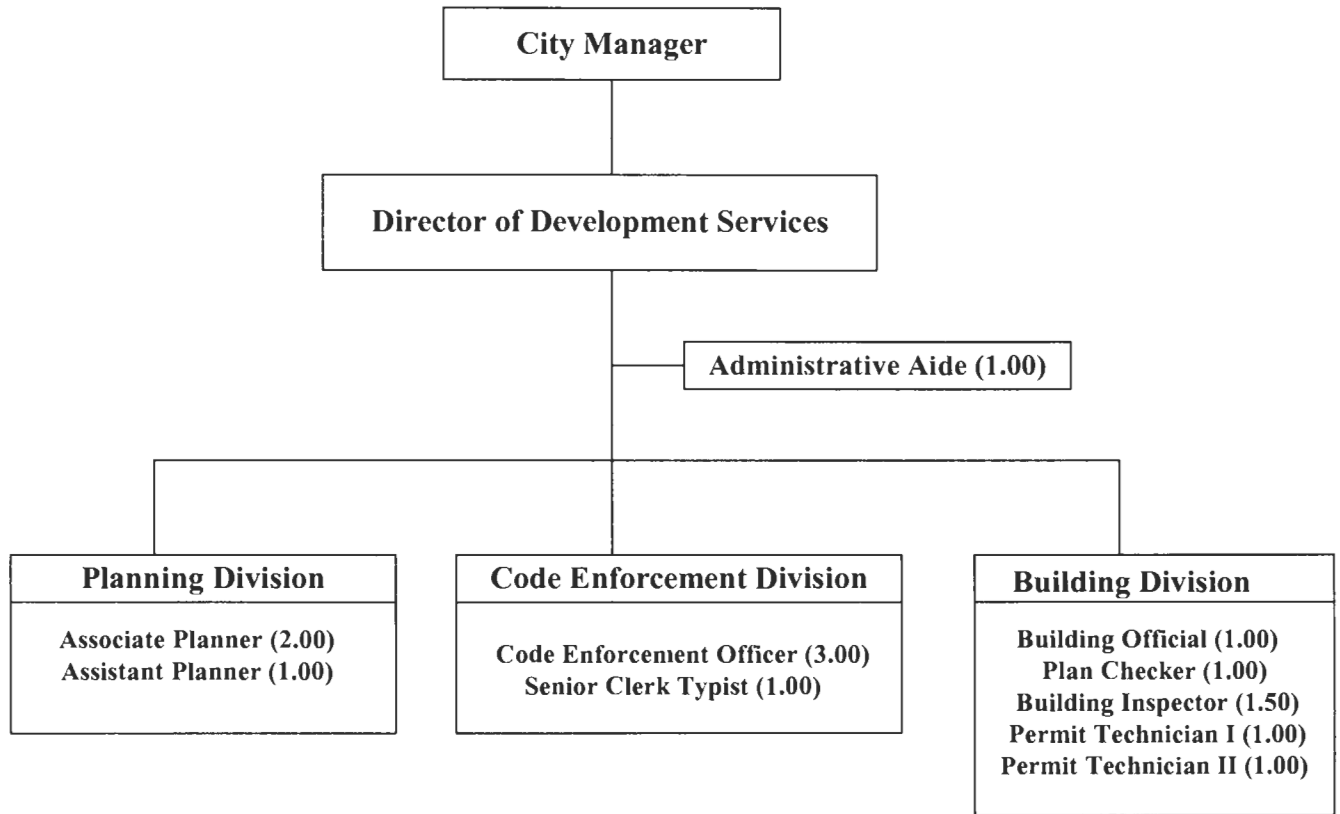 City Manager
Director of Development Services
Administrative Aide (1.00)
Planning Division
Associate Planner (2.00)
Assistant Planner (1.00)
Code Enforcement Division
Code Enforcement Officer (3.00)
Senior Clerk Typist (1.00)
Building Division
Building Official (1.00)
Plan Checker (1.00)
Building Inspector (1.50)
Permit Technician I (1.00)
Permit Technician II (1.00)